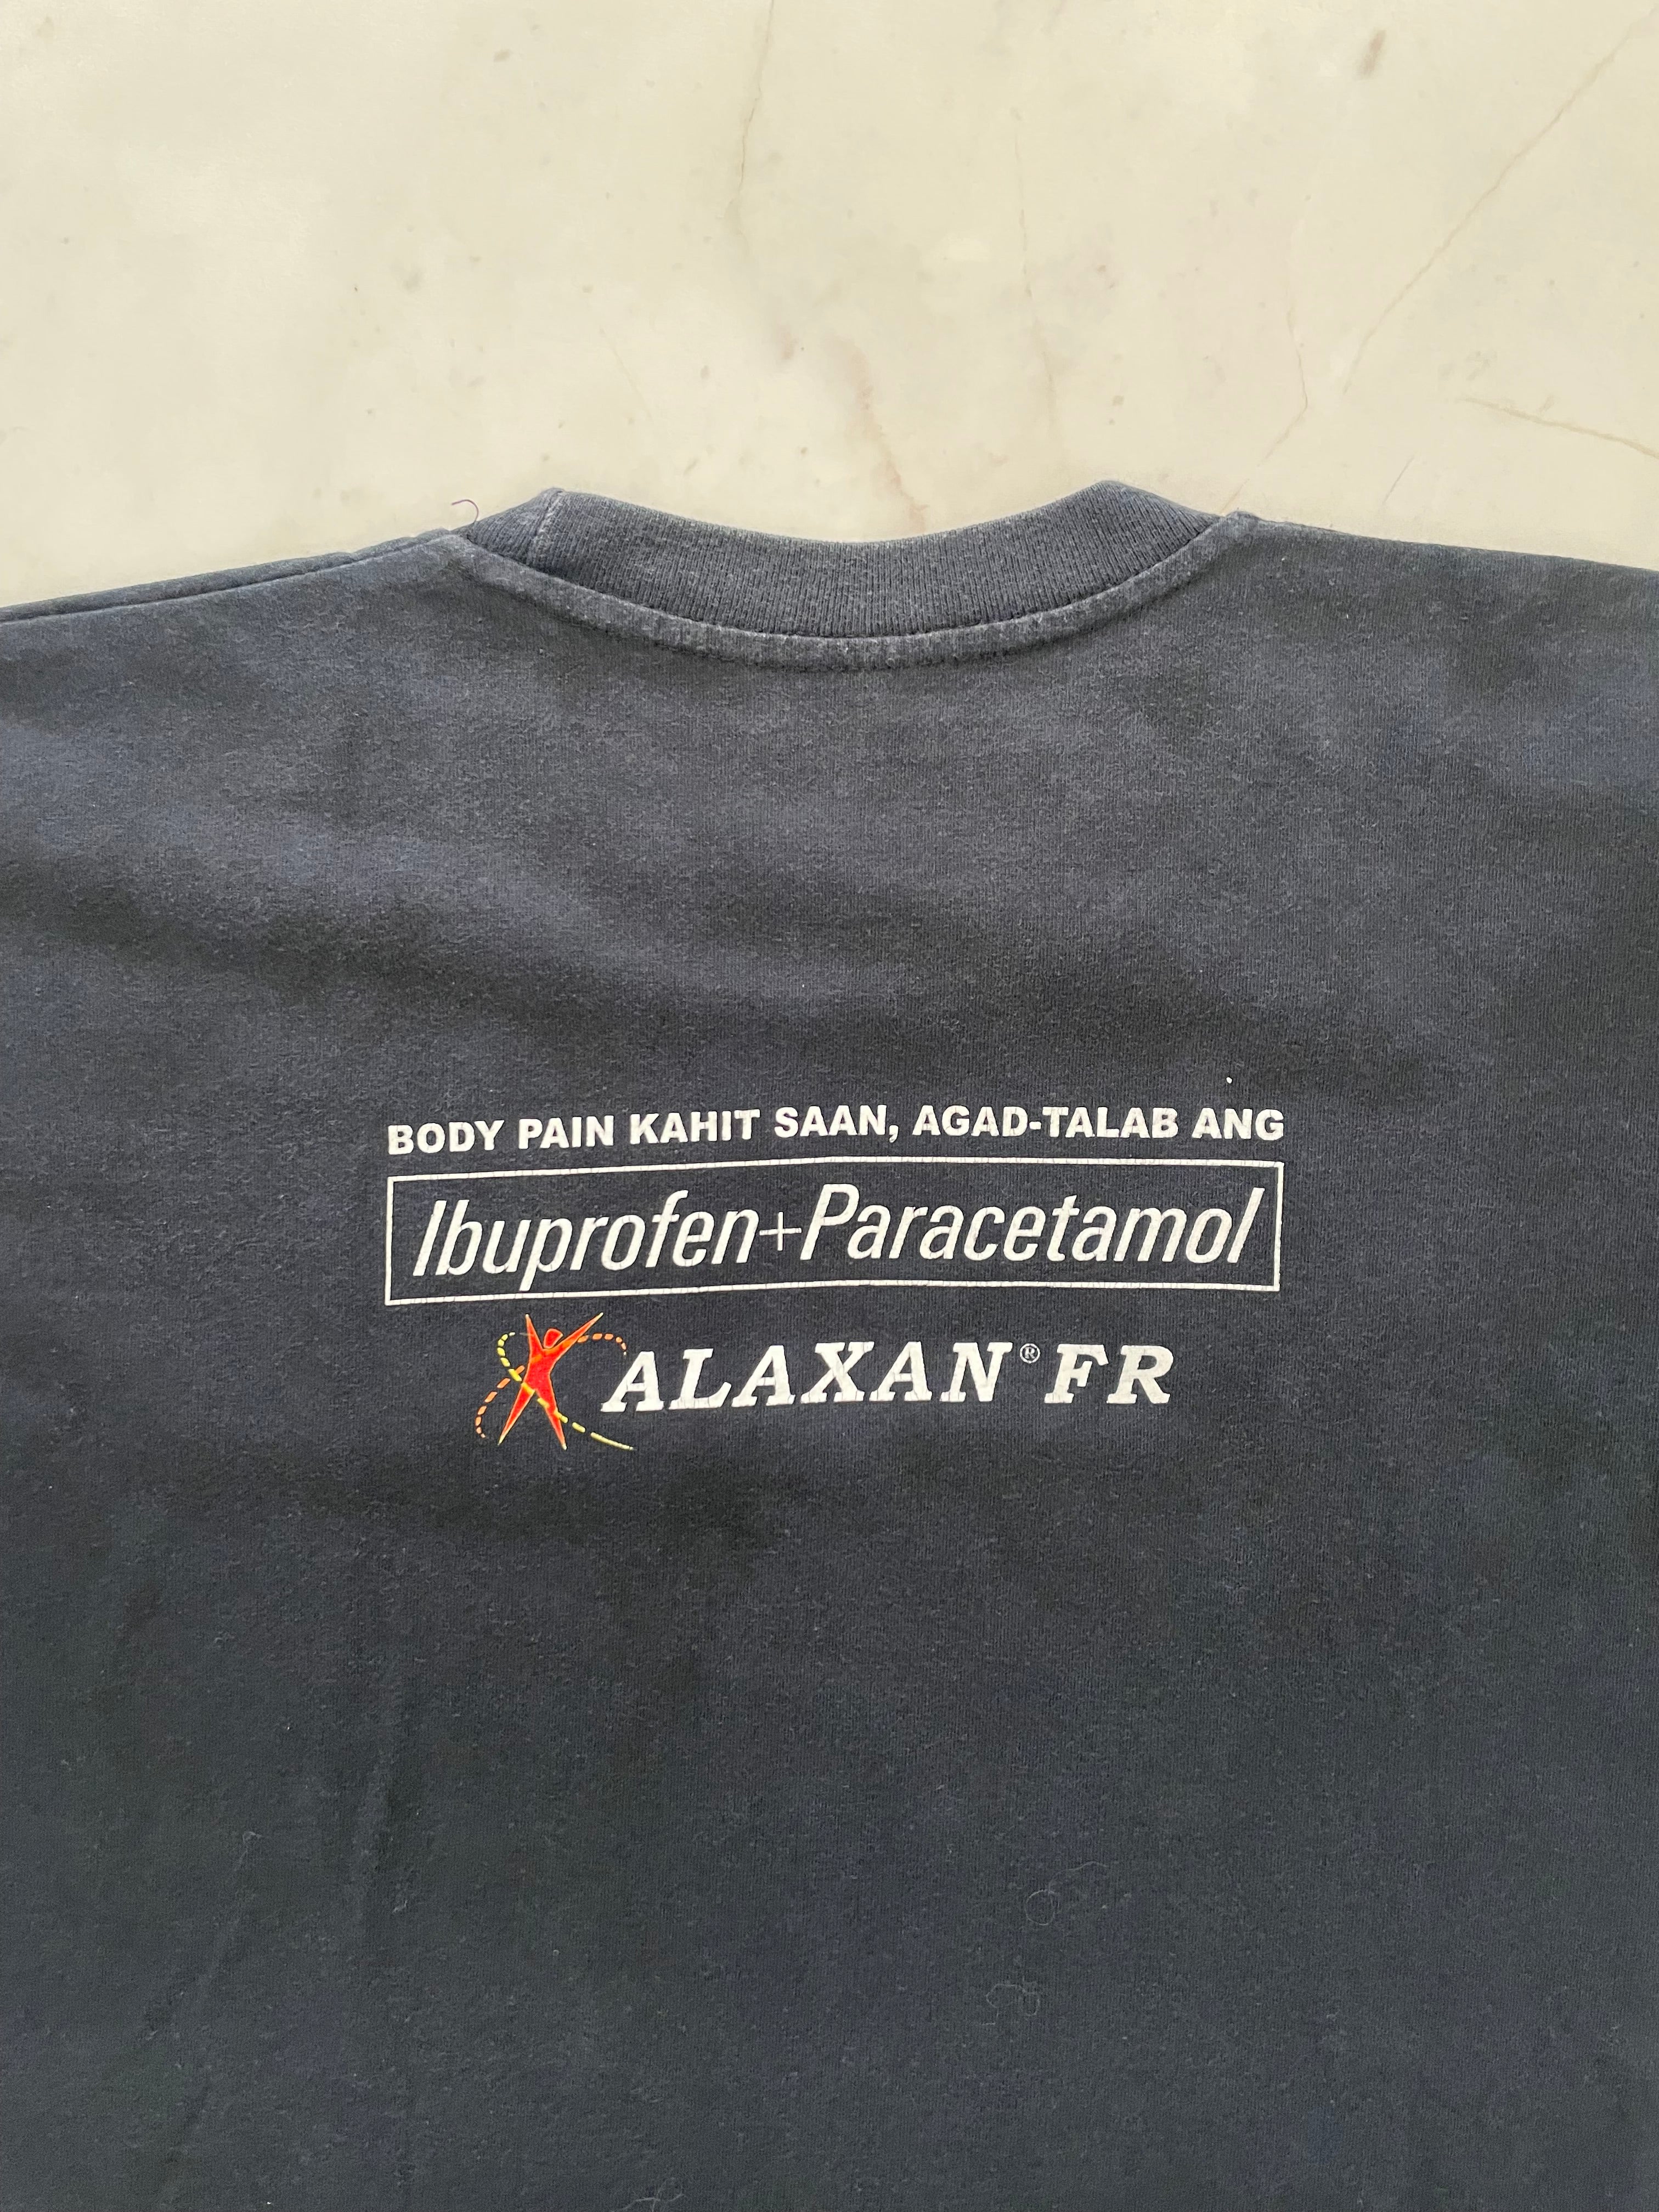 BODY PAIN KAHIT SAAN, AGAD-TALAB ANG
Ibuprofen+Paracetamol
ALAXAN® FR